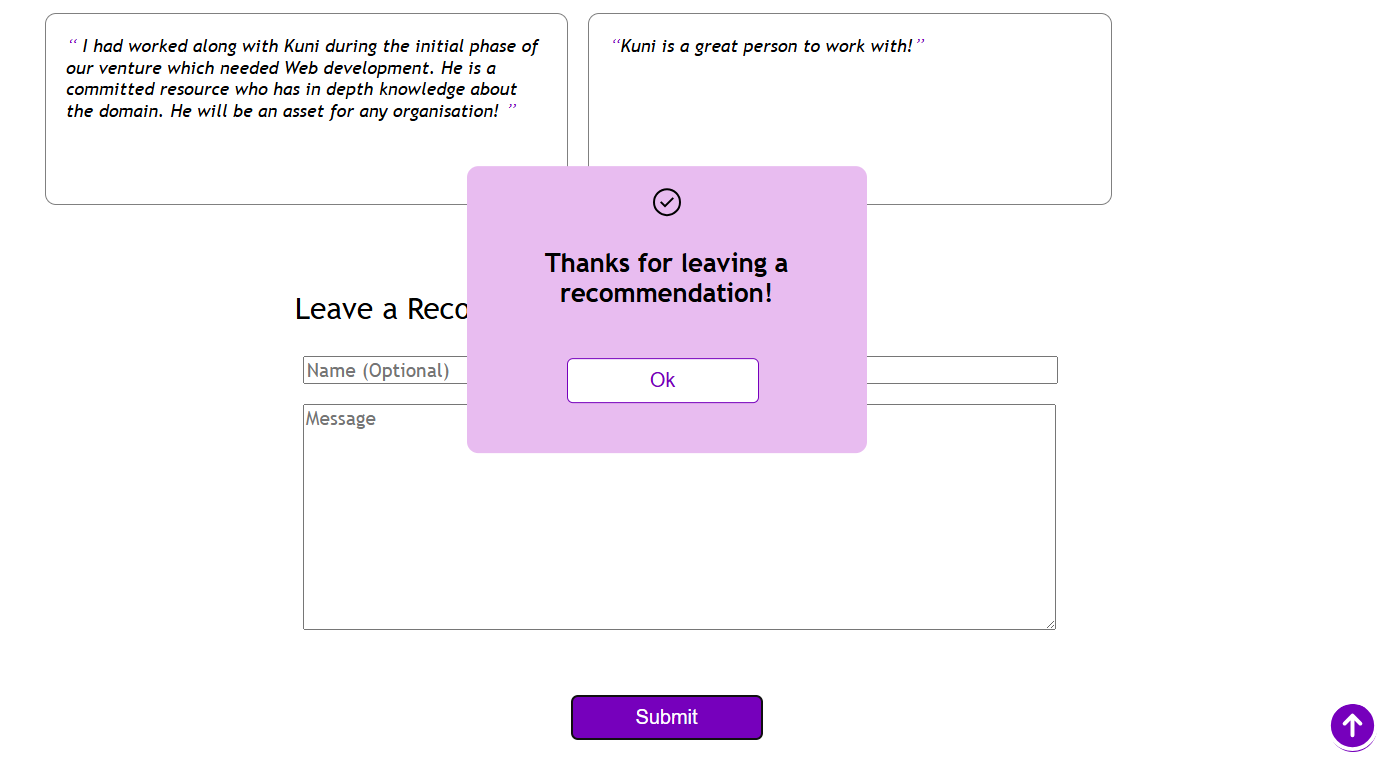 “ I had worked along with Kuni during the initial phase of
our venture which needed Web development. He is a
committed resource who has in depth knowledge about
the domain. He will be an asset for any organisation! ”
“Kuni is a great person to work with!”
Thanks for leaving a
recommendation!
Ok
Leave a Reco
Name (Optional)
Message
Submit